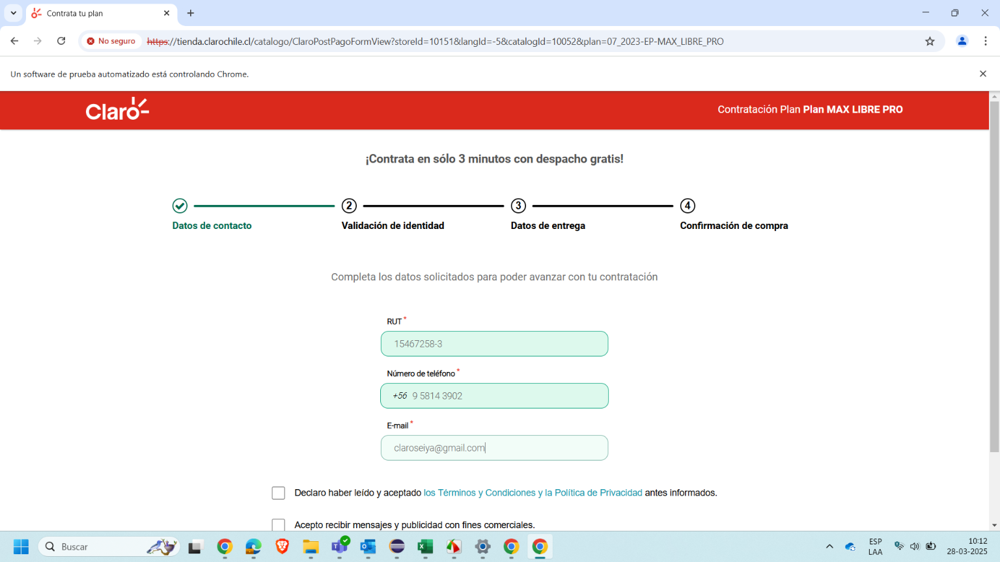 Contrata tu plan
No seguro
https://tienda.clarochile.cl/catalogo/ClaroPostPagoFormView?storeId=10151&langId=-5&catalogId=10052&plan=07_2023-EP-MAX_LIBRE_PRO
Un software de prueba automatizado está controlando Chrome.
Claro
Contratación Plan Plan MAX LIBRE PRO
¡Contrata en sólo 3 minutos con despacho gratis!
2
3
4
Datos de contacto
Validación de identidad
Datos de entrega
Confirmación de compra
Completa los datos solicitados para poder avanzar con tu contratación
RUT *
15467258-3
Número de teléfono *
+56 9 5814 3902
E-mail *
claroseiya@gmail.com
Declaro haber leído y aceptado los Términos y Condiciones y la Política de Privacidad antes informados.
Acepto recibir mensajes y publicidad con fines comerciales.
Buscar
ESP
LAA
10:12
28-03-2025